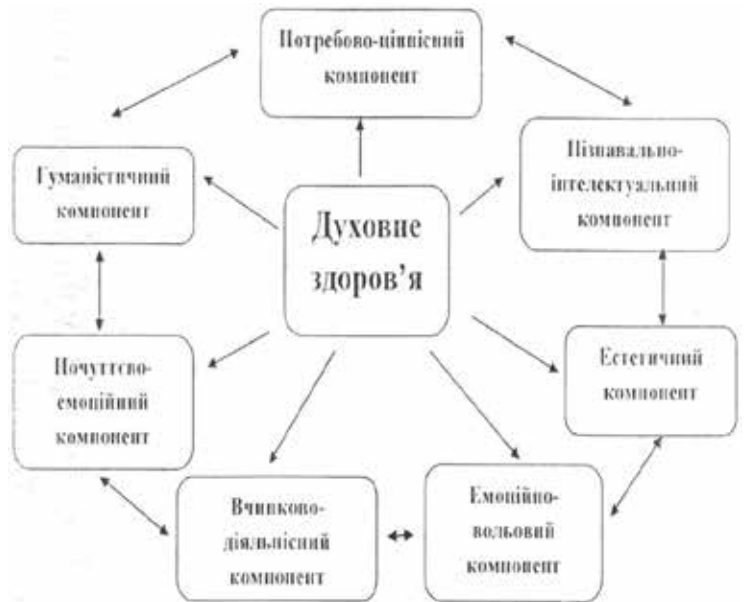 Потребово-ціннісний
компонент
Гуманістичний
компонент
Пізнавально-
інтелектуальний
компонент
Духовне
здоров’я
Почуттєво-
емоційний
компонент
Естетичний
компонент
Вчинково-
діяльнісний
компонент
Емоційно-
вольовий
компонент